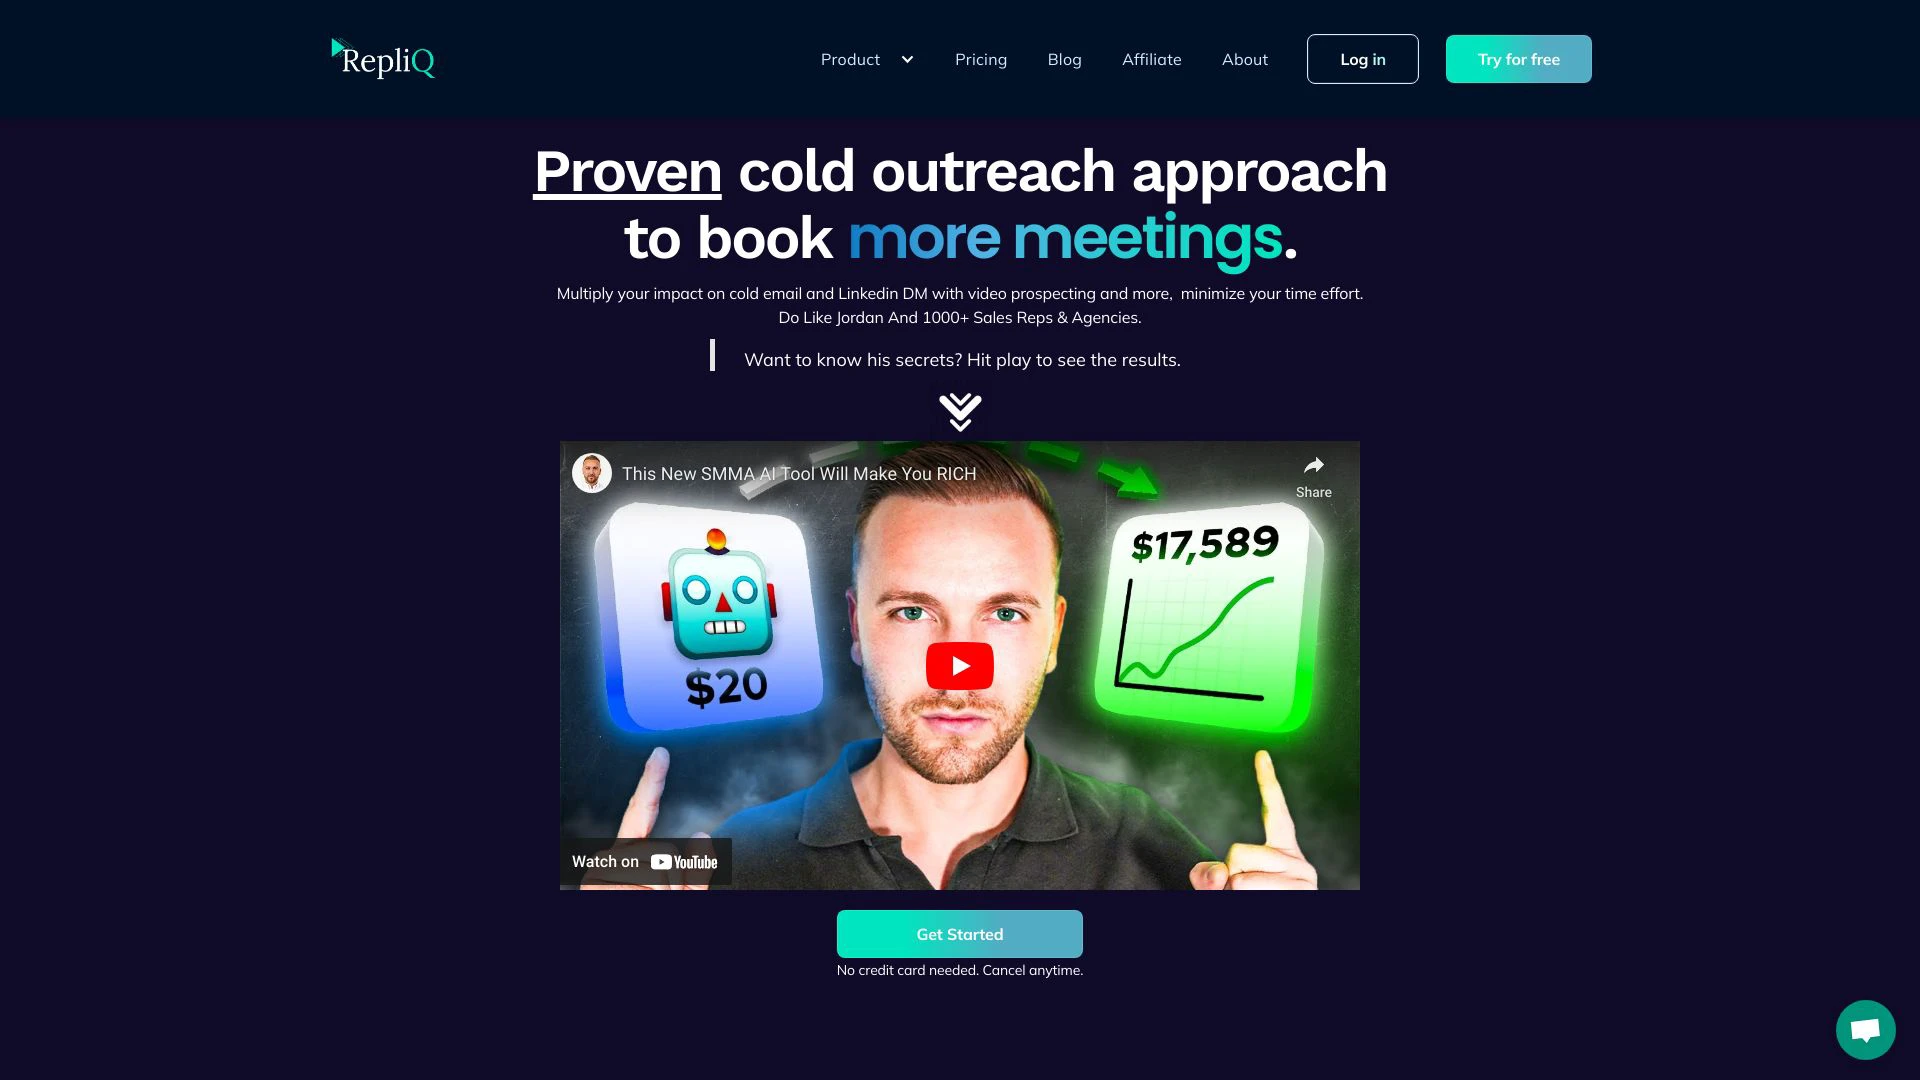 RepliQ
Product
Pricing
Blog
Affiliate
About
Log in
Try for free
Proven cold outreach approach
to book more meetings.
Multiply your impact on cold email and Linkedin DM with video prospecting and more, minimize your time effort.
Do Like Jordan And 1000+ Sales Reps & Agencies.
Want to know his secrets? Hit play to see the results.
This New SMMA AI Tool Will Make You RICH
Share
$17,589
$20
Watch on YouTube
Get Started
No credit card needed. Cancel anytime.